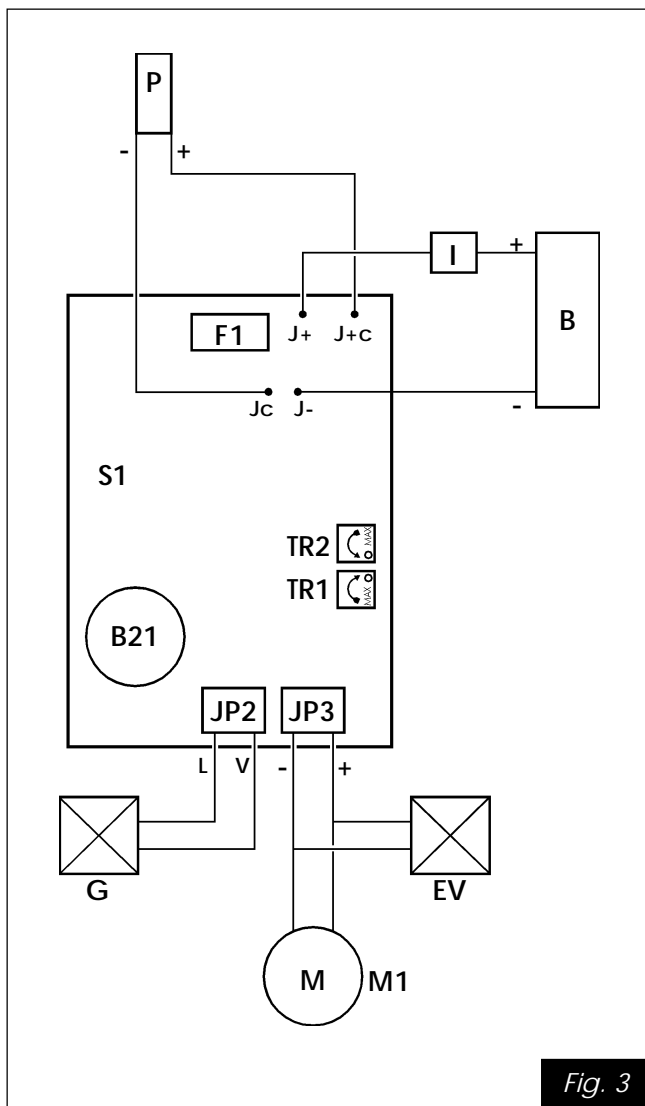 P
- +
I +
B
F1 J+ J+C
Jc J- -
S1
TR2 MAX
TR1 MAX
B21
JP2 JP3
L V - +
G EV
M M1
Fig. 3